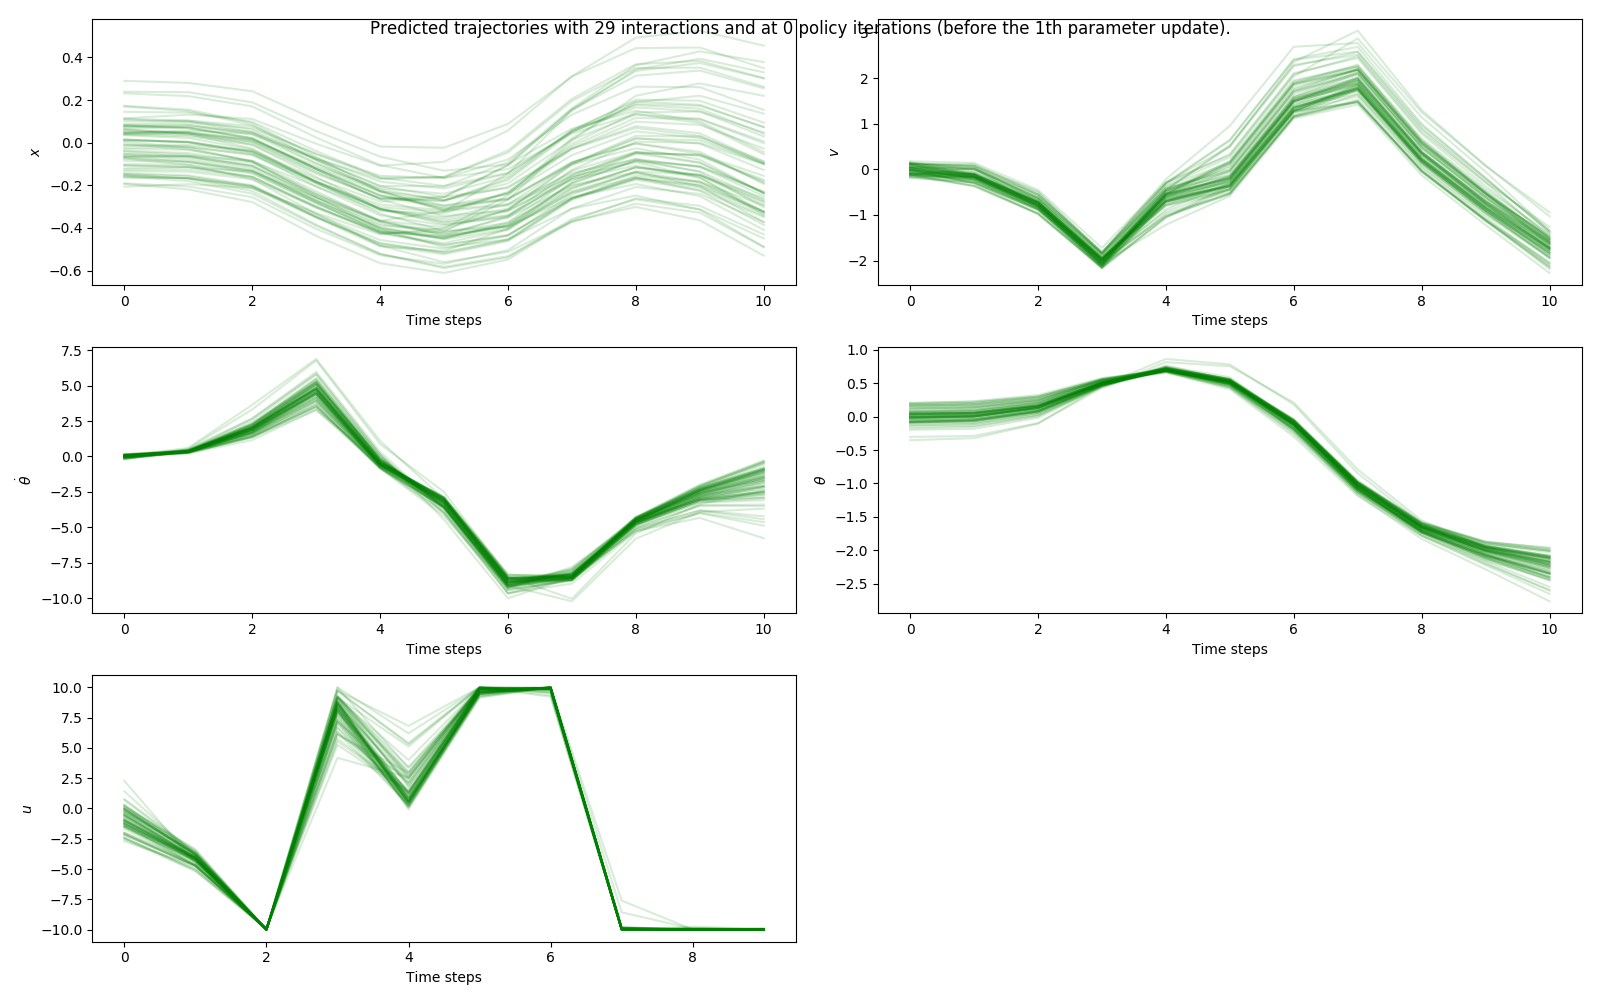 Predicted trajectories with 29 interactions and at 0 policy iterations (before the 1th parameter update).
0.4
0.2
0.0
−0.2
−0.4
−0.6
x
0 2 4 6 8 10
Time steps
3
2
1
0
−1
−2
v
0 2 4 6 8 10
Time steps
7.5
5.0
2.5
0.0
−2.5
−5.0
−7.5
−10.0
θ̇
0 2 4 6 8 10
Time steps
1.0
0.5
0.0
−0.5
−1.0
−1.5
−2.0
−2.5
θ
0 2 4 6 8 10
Time steps
10.0
7.5
5.0
2.5
0.0
−2.5
−5.0
−7.5
−10.0
u
0 2 4 6 8
Time steps